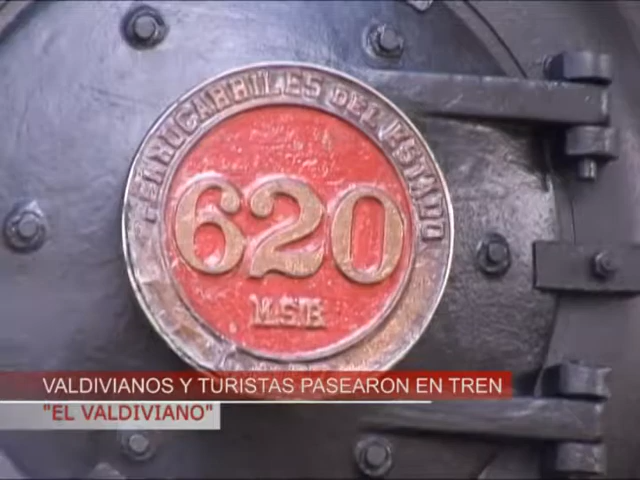 FERROCARRILES DEL ESTADO
620
VALDIVIANOS Y TURISTAS PASEARON EN TREN
"EL VALDIVIANO"